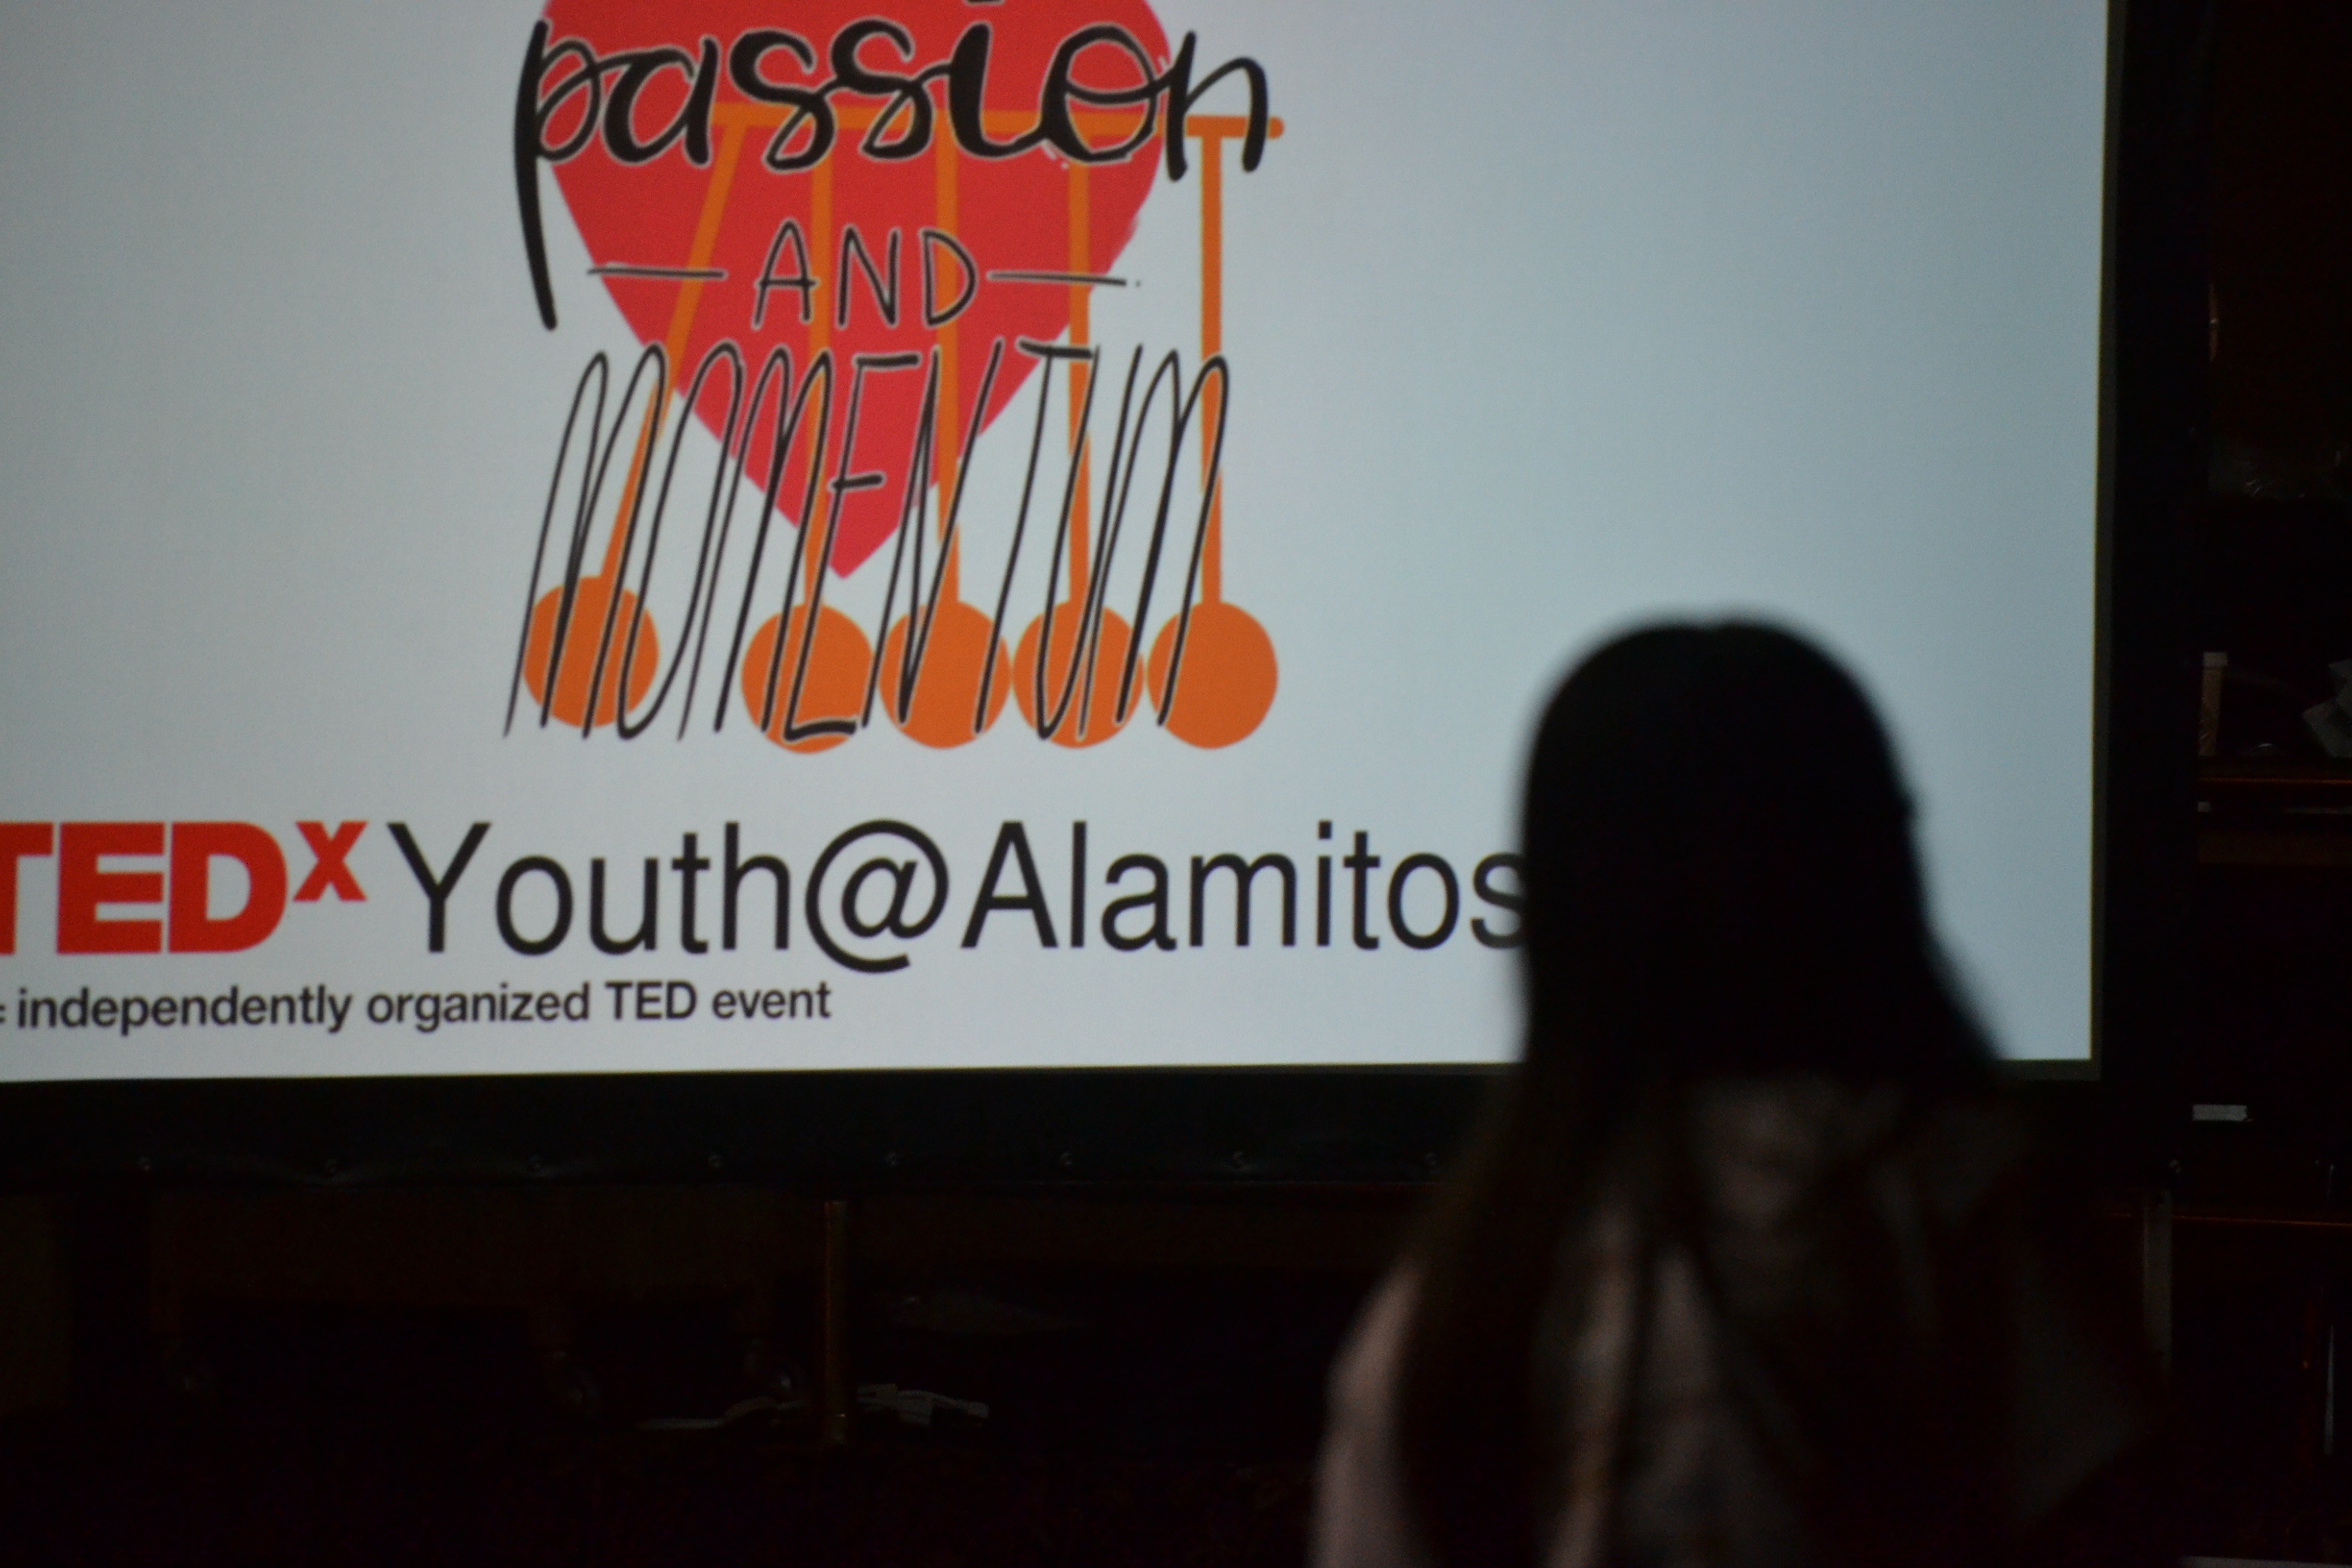 passion
AND
MOMENTUM
TEDx Youth@Alamitos
= independently organized TED event